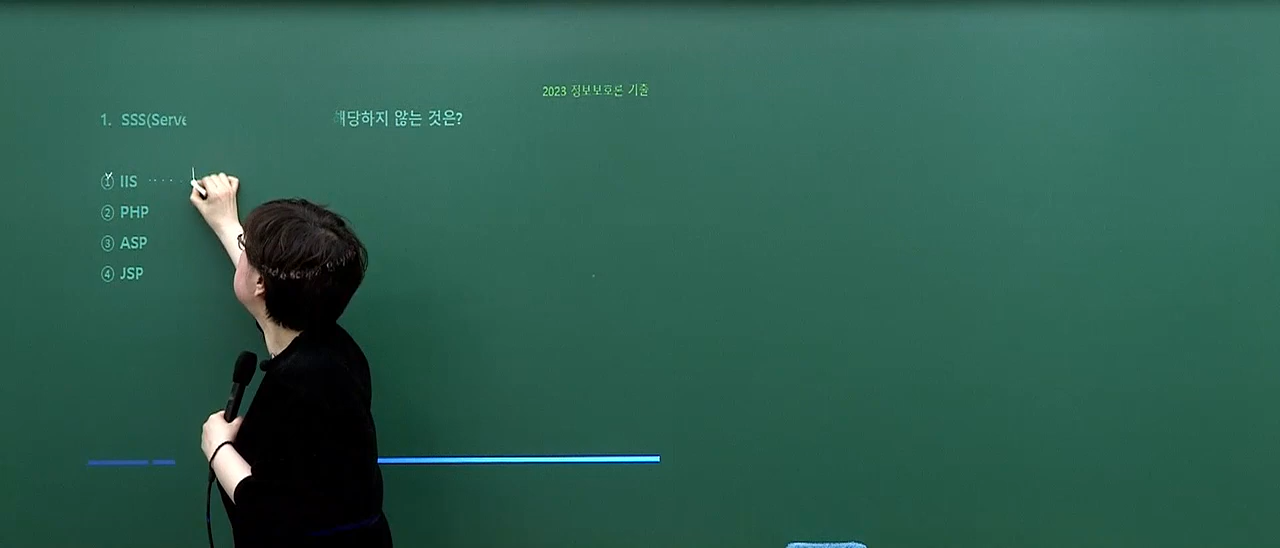 2023 정보보호론 기출
1. SSS(Serve 해당하지 않는 것은?
① IIS
② PHP
③ ASP
④ JSP